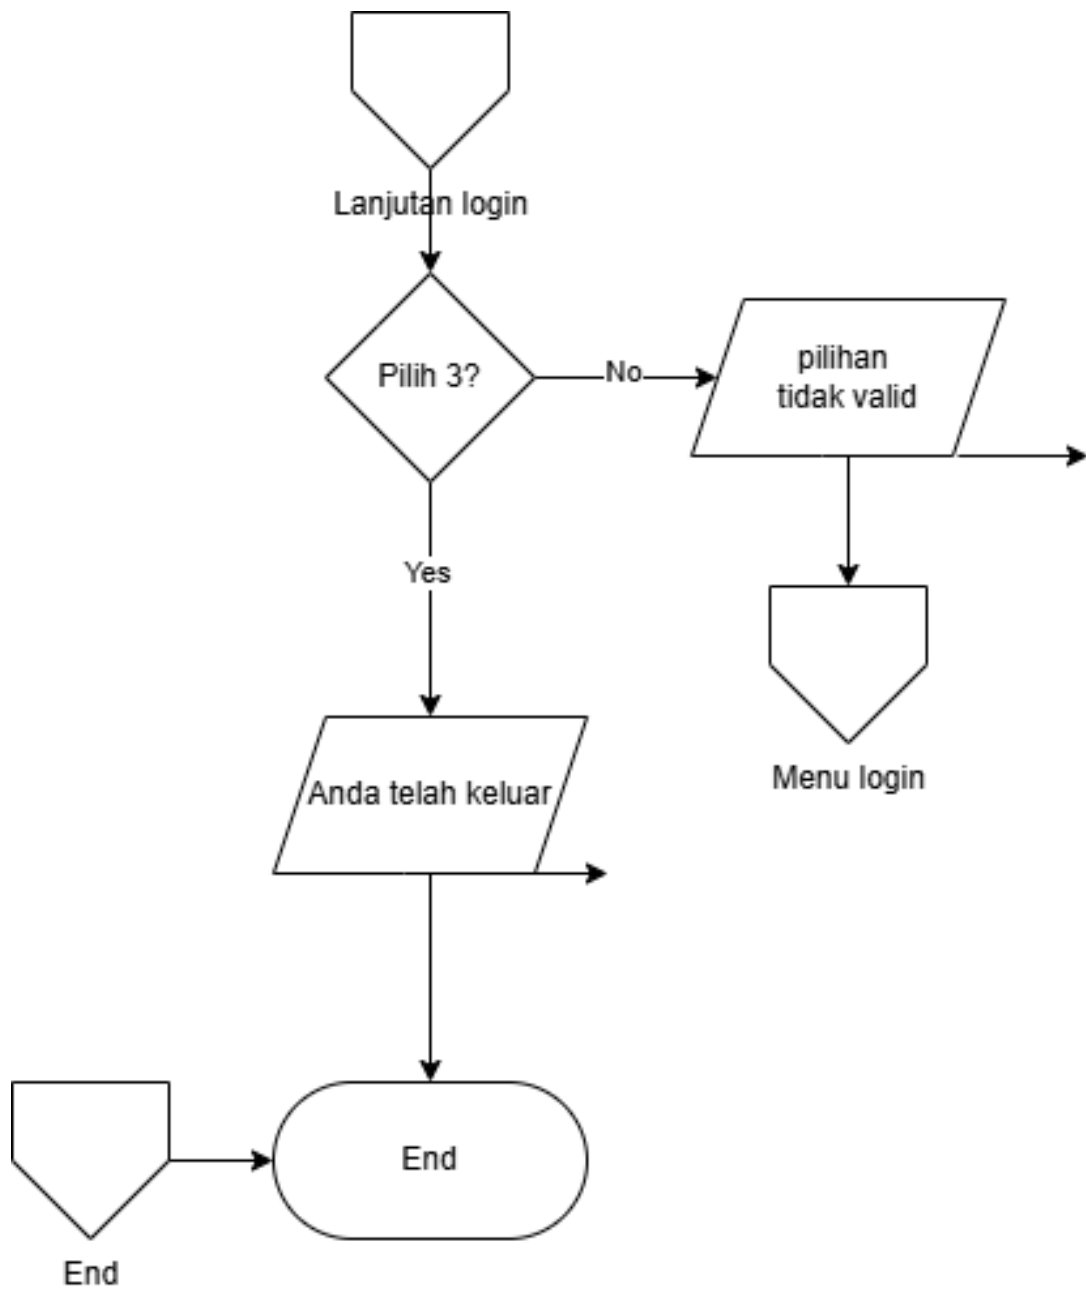 Lanjutan login
Pilih 3?
No
pilihan
tidak valid
Yes
Menu login
Anda telah keluar
End
End